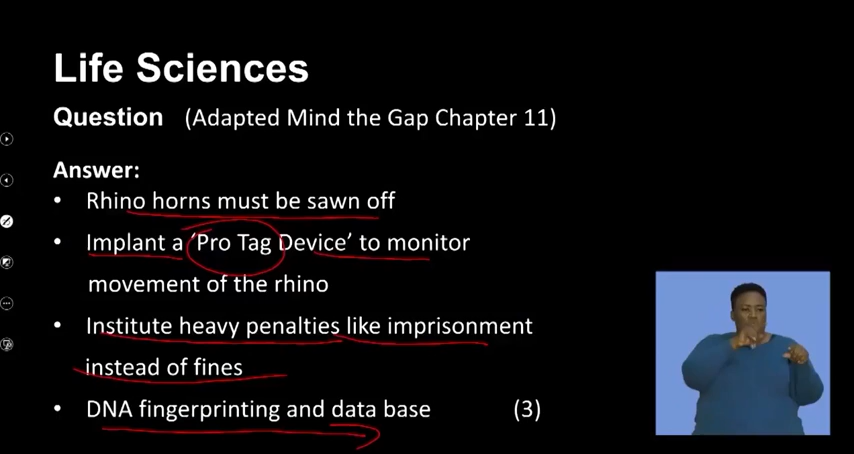 Life Sciences
Question (Adapted Mind the Gap Chapter 11)
Answer:
• Rhino horns must be sawn off
• Implant a ‘Pro Tag Device’ to monitor
movement of the rhino
• Institute heavy penalties like imprisonment
instead of fines
• DNA fingerprinting and data base (3)